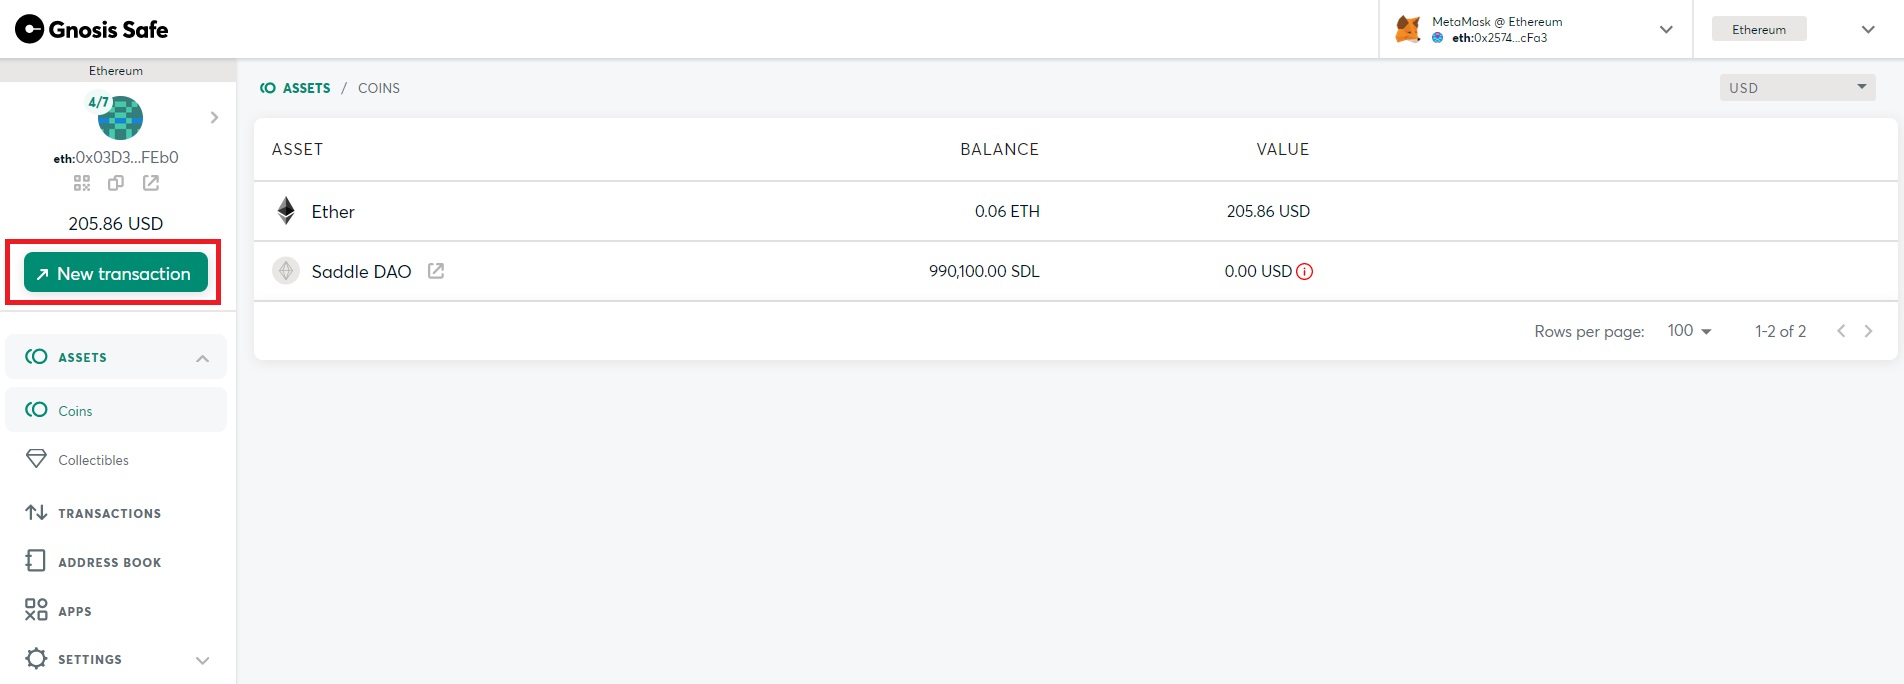 Gnosis Safe
MetaMask @ Ethereum
eth:0x2574...cFa3
Ethereum
Ethereum
4/7
eth:0x03D3...FEb0
205.86 USD
New transaction
ASSETS
Coins
Collectibles
TRANSACTIONS
ADDRESS BOOK
APPS
SETTINGS
ASSETS / COINS
USD
ASSET BALANCE VALUE
Ether 0.06 ETH 205.86 USD
Saddle DAO 990,100.00 SDL 0.00 USD
Rows per page: 100 1-2 of 2